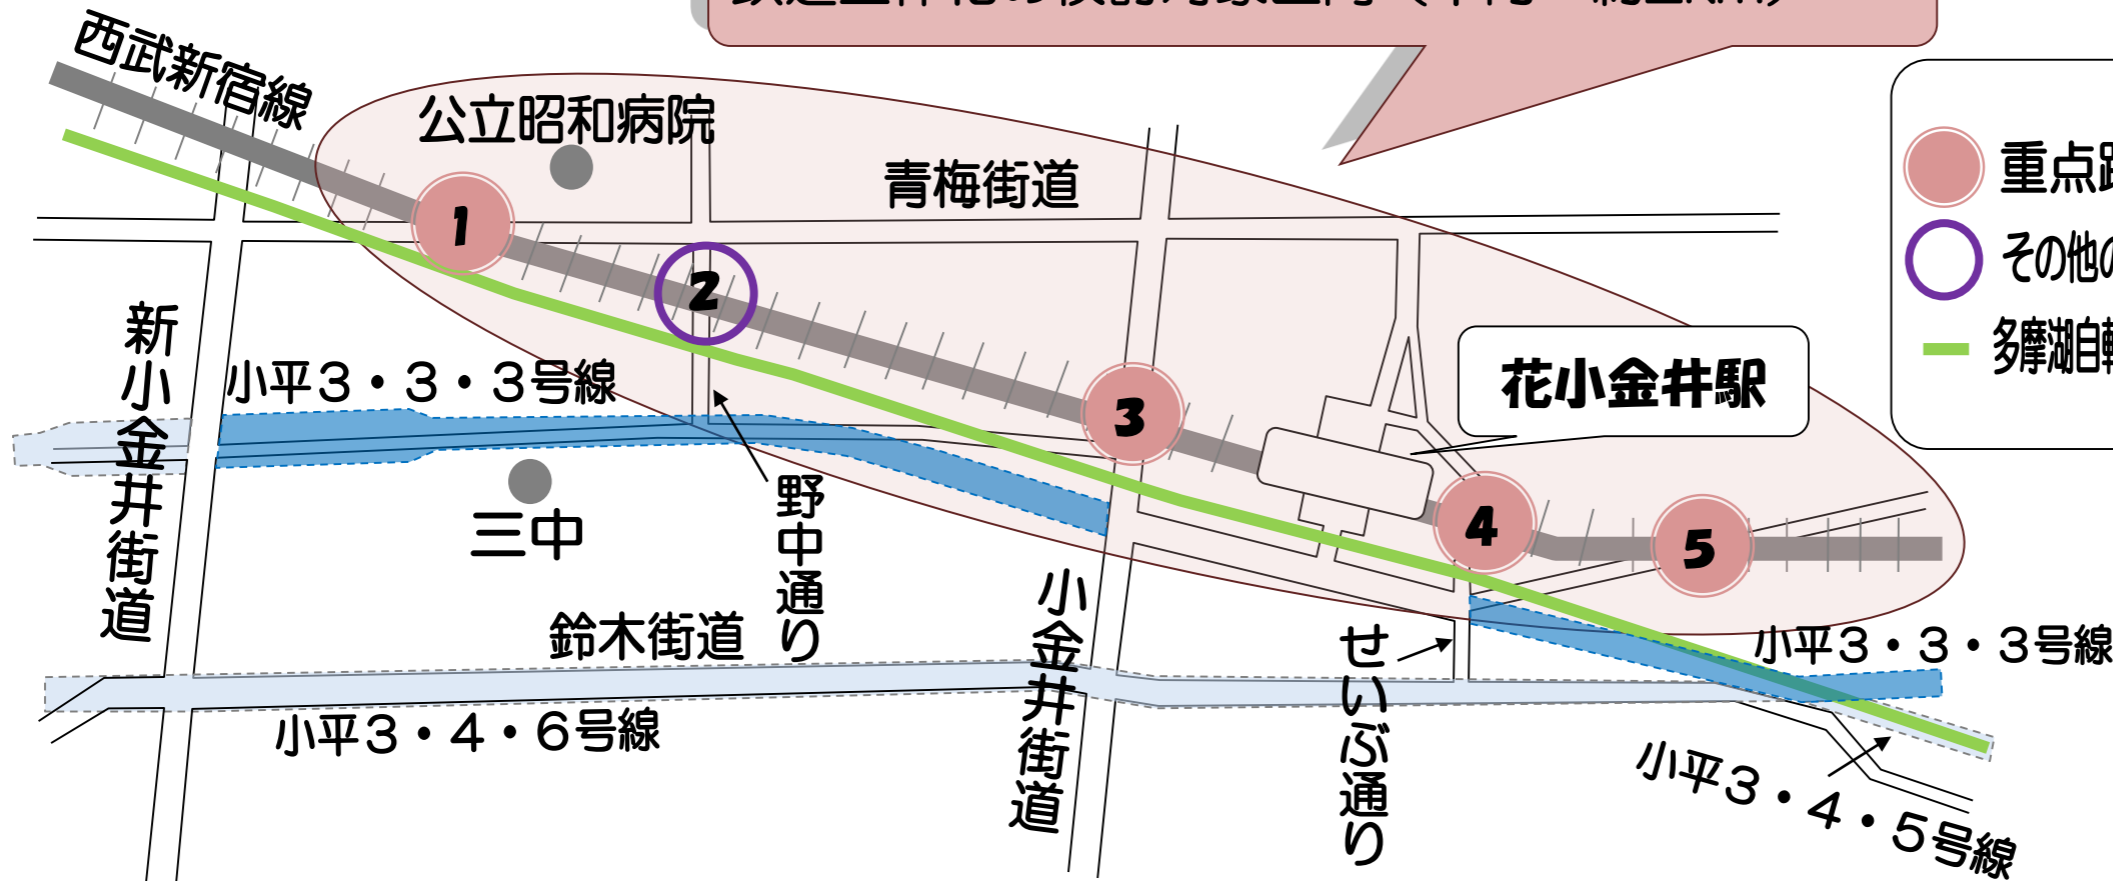 西武新宿線
公立昭和病院
青梅街道
重点踏
その他の
多摩湖自転
1
2
3
4
5
花小金井駅
新小金井街道
小平３・３・３号線
三中
野中通り
鈴木街道
小金井街道
せいぶ通り
小平３・３・３号線
小平３・４・６号線
小平３・４・５号線